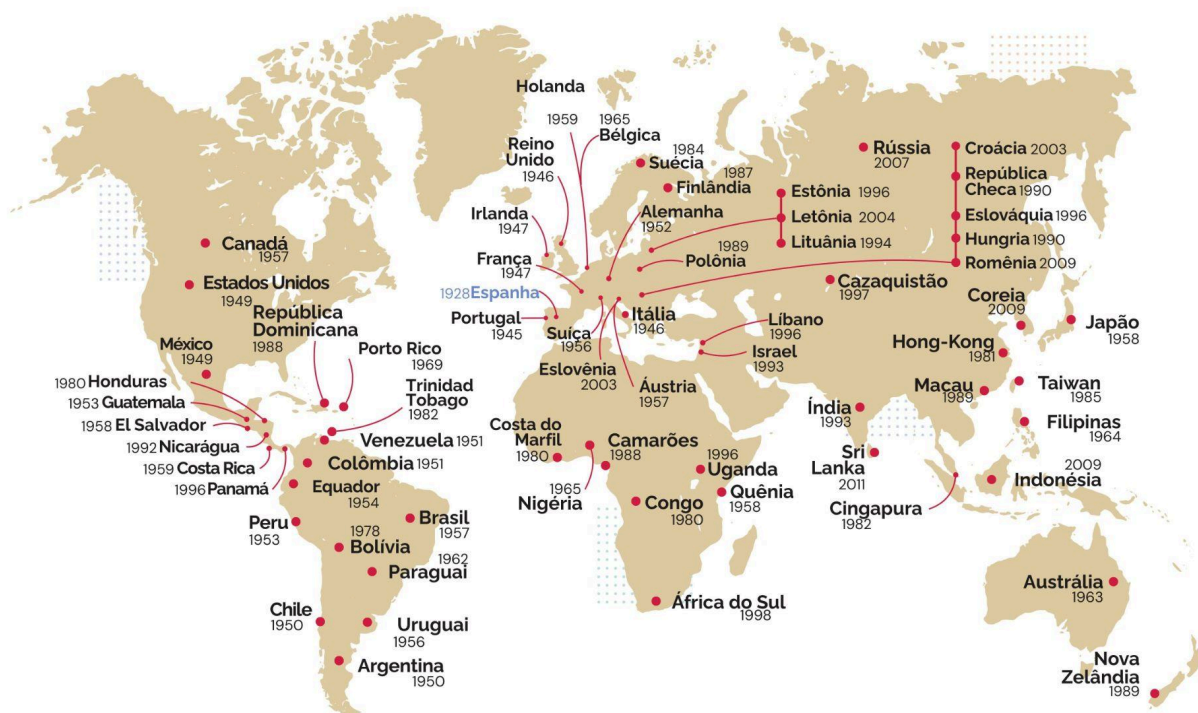 Canadá
1957
Estados Unidos
1949
República
Dominicana
1988
México
1949
Porto Rico
1969
1980 Honduras
1953 Guatemala
1958 El Salvador
1992 Nicarágua
1959 Costa Rica
1996 Panamá
Trinidad
Tobago
1982
Venezuela 1951
Colômbia 1951
Equador
1954
Peru
1953
Brasil
1957
1978
Bolívia
1962
Paraguai
Chile
1950
Uruguai
1956
Argentina
1950
Holanda
1959
1965
Bélgica
Reino
Unido
1946
1984
Suécia
1987
Finlândia
Irlanda
1947
Alemanha
1952
França
1947
1989
Polônia
1928Espanha
Portugal
1945
Suíça
1956
Itália
1946
Eslovênia
2003
Áustria
1957
Líbano
1996
Israel
1993
Estônia 1996
Letônia 2004
Lituânia 1994
Rússia
2007
Croácia 2003
República
Checa 1990
Eslováquia 1996
Hungria 1990
Romênia 2009
Cazaquistão
1997
Coreia
2009
Japão
1958
Hong-Kong
1981
Macau
1989
Taiwan
1985
Índia
1993
Filipinas
1964
Sri
Lanka
2011
2009
Indonésia
Cingapura
1982
Costa do
Marfil
1980
Camarões
1988
1996
Uganda
1965
Nigéria
Congo
1980
Quênia
1958
África do Sul
1998
Austrália
1963
Nova
Zelândia
1989